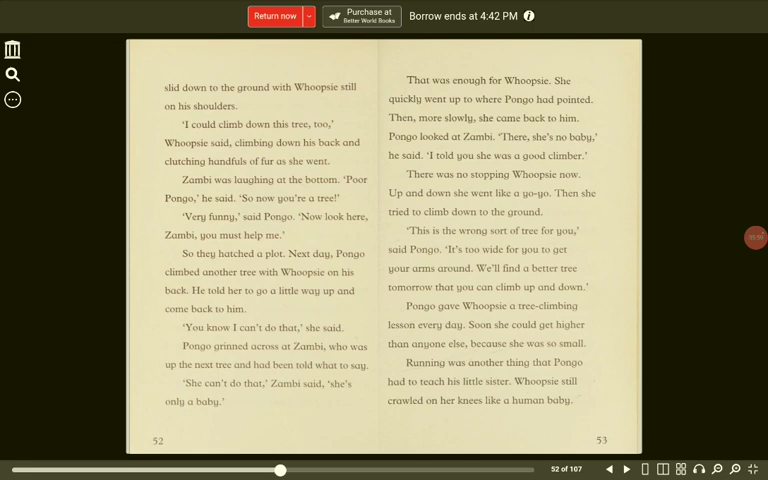 Return now
Purchase at
Better World Books
Borrow ends at 4:42 PM
slid down to the ground with Whoopsie still
on his shoulders.
‘I could climb down this tree, too,’
Whoopsie said, climbing down his back and
clutching handfuls of fur as she went.
Zambi was laughing at the bottom. ‘Poor
Pongo,’ he said. ‘So now you’re a tree!’
‘Very funny,’ said Pongo. ‘Now look here,
Zambi, you must help me.’
So they hatched a plot. Next day, Pongo
climbed another tree with Whoopsie on his
back. He told her to go a little way up and
come back to him.
‘You know I can’t do that,’ she said.
Pongo grinned across at Zambi, who was
up the next tree and had been told what to say.
‘She can’t do that,’ Zambi said, ‘she’s
only a baby.’
52
That was enough for Whoopsie. She
quickly went up to where Pongo had pointed.
Then, more slowly, she came back to him.
Pongo looked at Zambi. ‘There, she’s no baby,’
he said. ‘I told you she was a good climber.’
There was no stopping Whoopsie now.
Up and down she went like a yo-yo. Then she
tried to climb down to the ground.
‘This is the wrong sort of tree for you,’
said Pongo. ‘It’s too wide for you to get
your arms around. We’ll find a better tree
tomorrow that you can climb up and down.’
Pongo gave Whoopsie a tree-climbing
lesson every day. Soon she could get higher
than anyone else, because she was so small.
Running was another thing that Pongo
had to teach his little sister. Whoopsie still
crawled on her knees like a human baby.
53
52 of 107